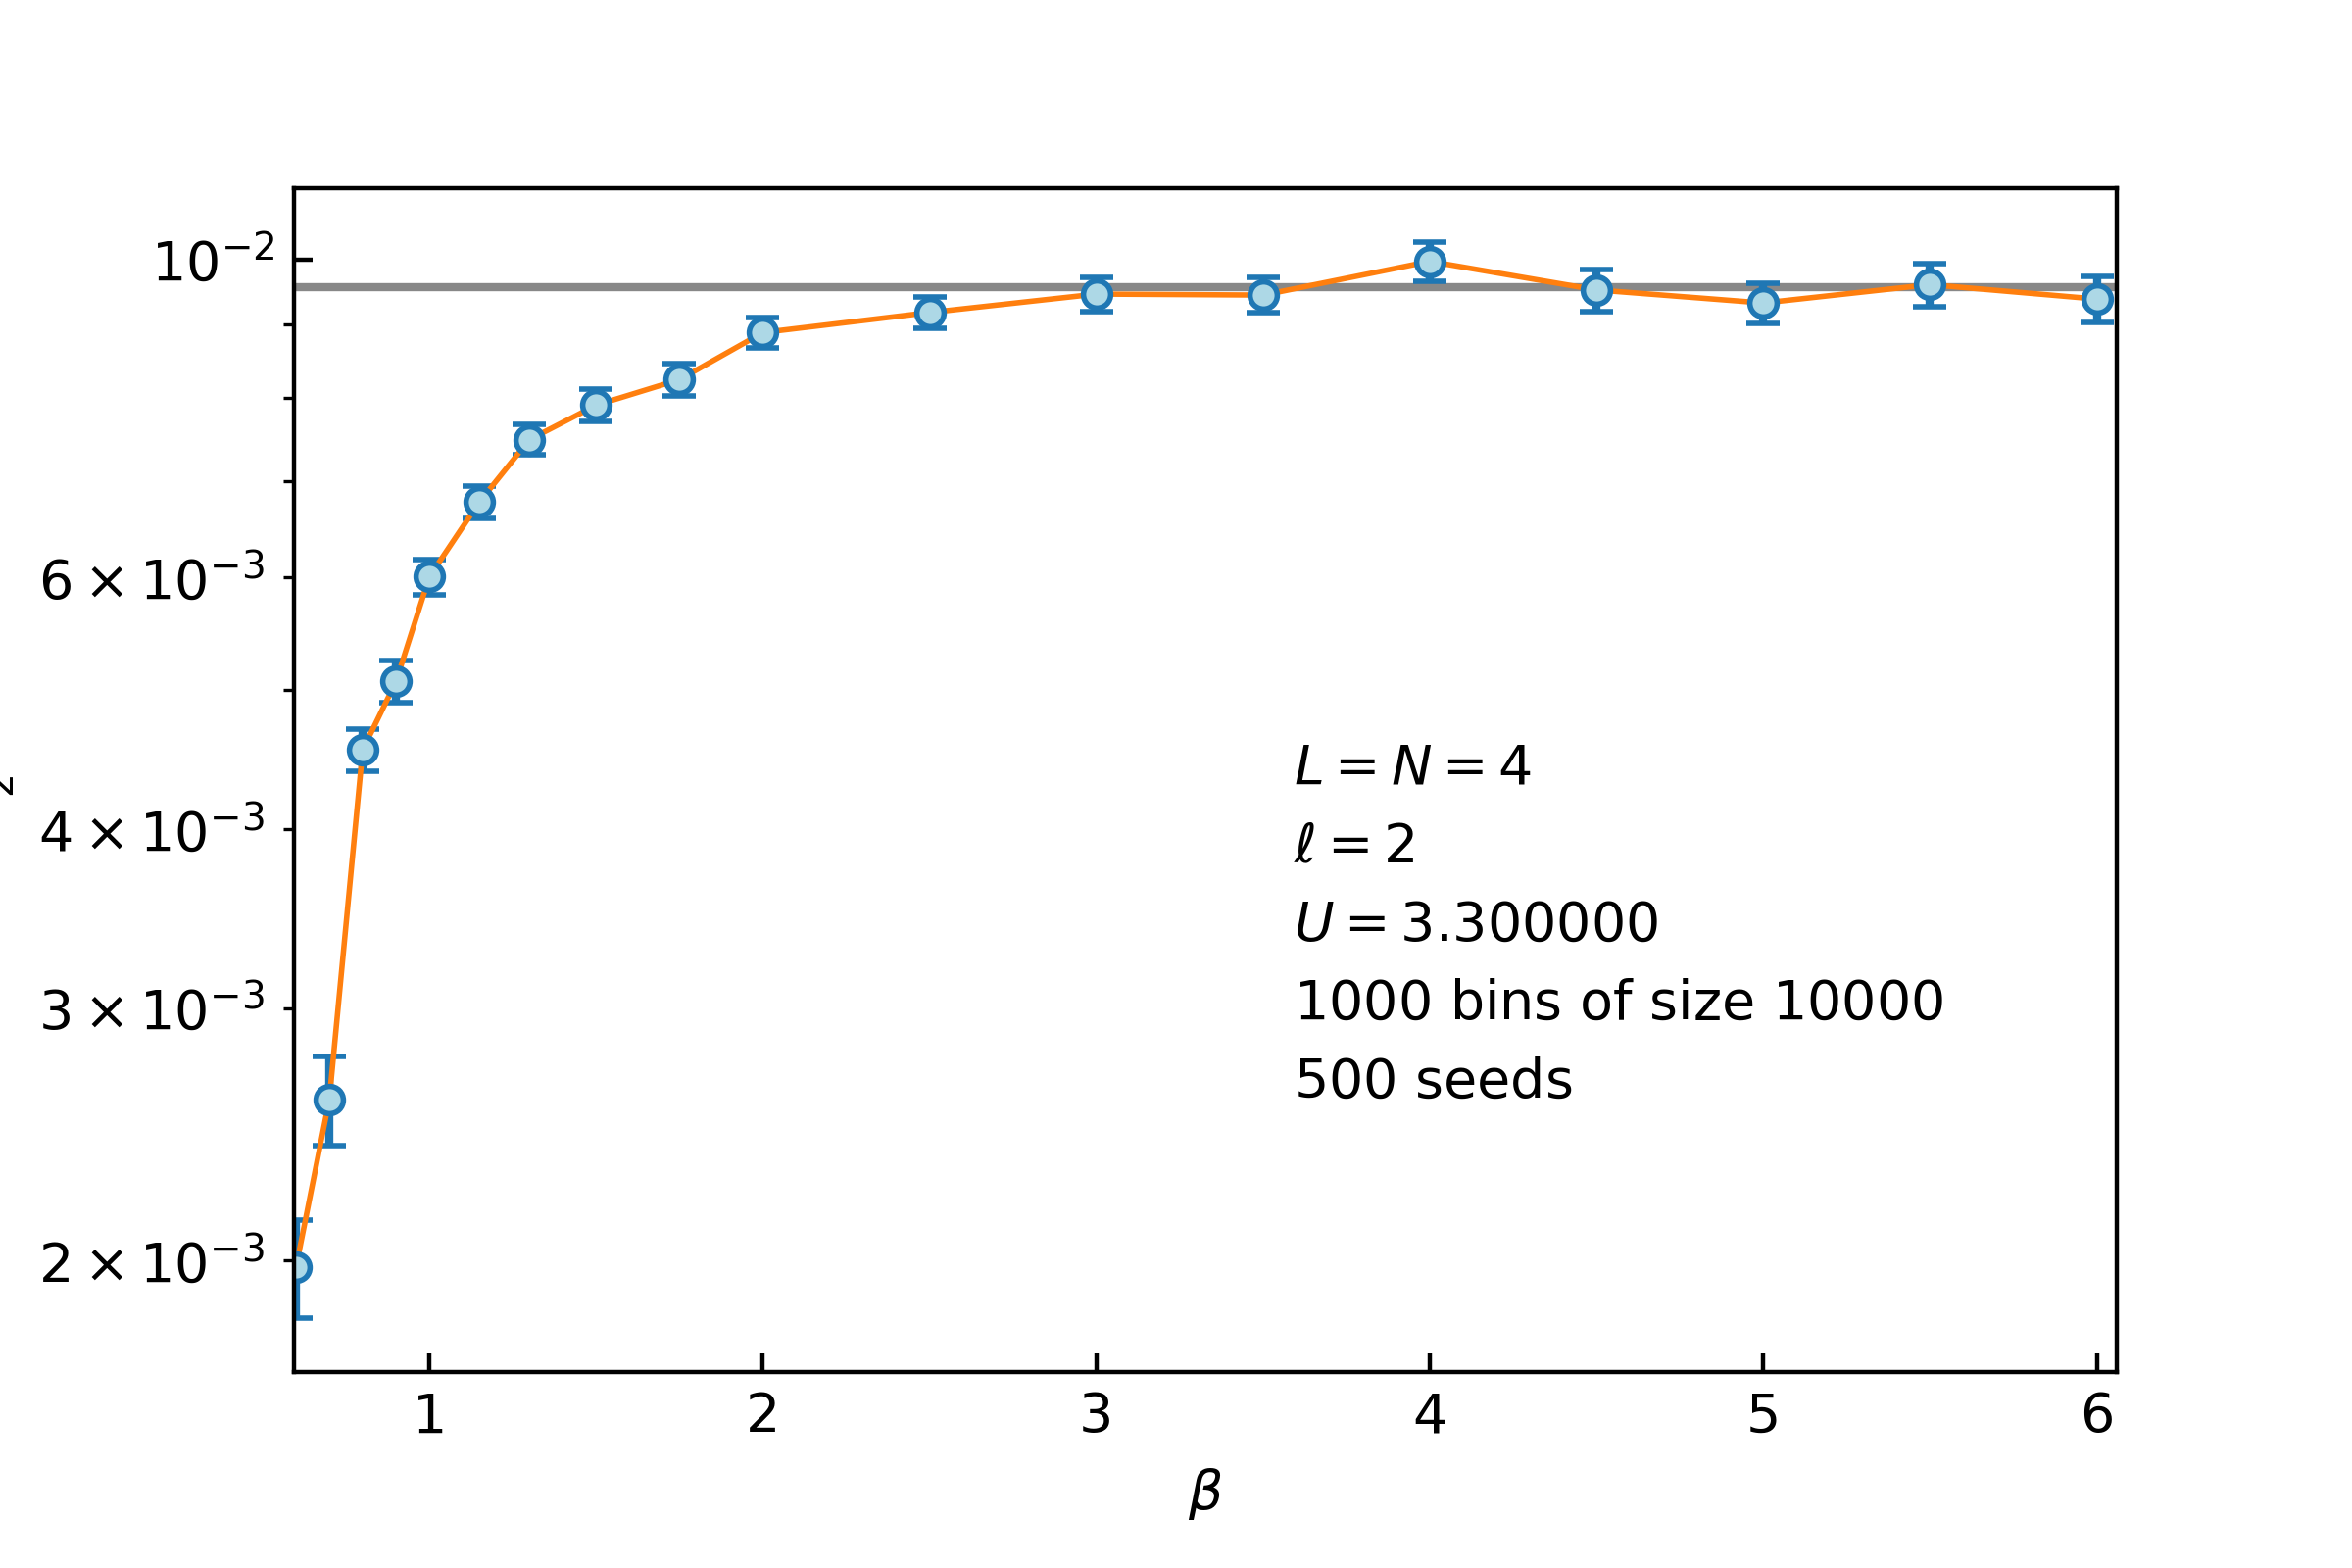 10⁻²
6 × 10⁻³
4 × 10⁻³
3 × 10⁻³
2 × 10⁻³
L = N = 4
ℓ = 2
U = 3.300000
1000 bins of size 10000
500 seeds
1 2 3 4 5 6
β